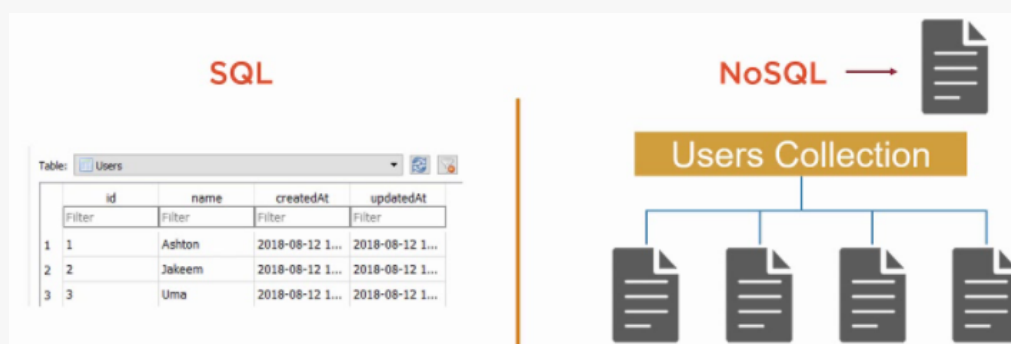 SQL
Table: Users
id name createdAt updatedAt
Filter Filter Filter Filter
1 1 Ashton 2018-08-12 1... 2018-08-12 1...
2 2 Jakeem 2018-08-12 1... 2018-08-12 1...
3 3 Uma 2018-08-12 1... 2018-08-12 1...
NoSQL
Users Collection